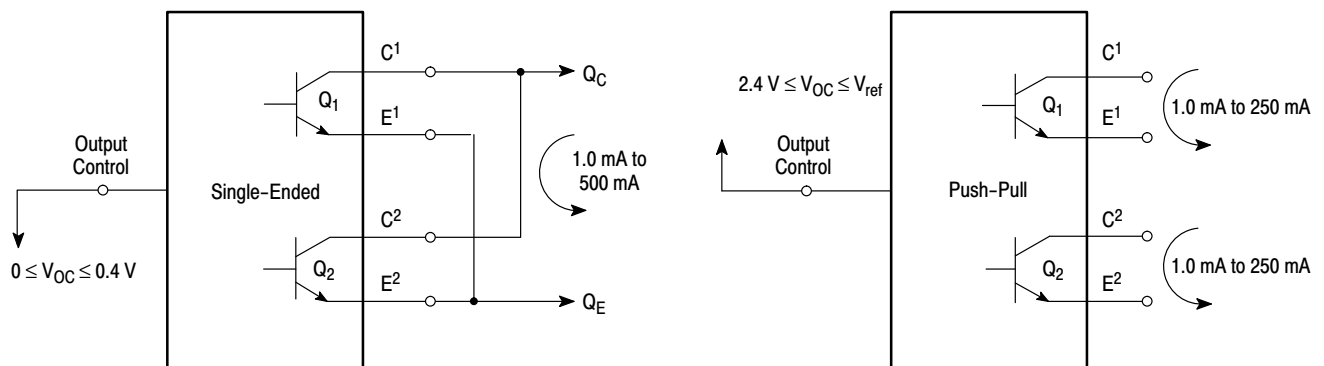 C1
QC
Q1
E1
Output
Control
Single-Ended
1.0 mA to
500 mA
C2
0 ≤ VOC ≤ 0.4 V
Q2
E2
QE
C1
2.4 V ≤ VOC ≤ Vref
Q1
1.0 mA to 250 mA
E1
Output
Control
Push-Pull
C2
Q2
1.0 mA to 250 mA
E2